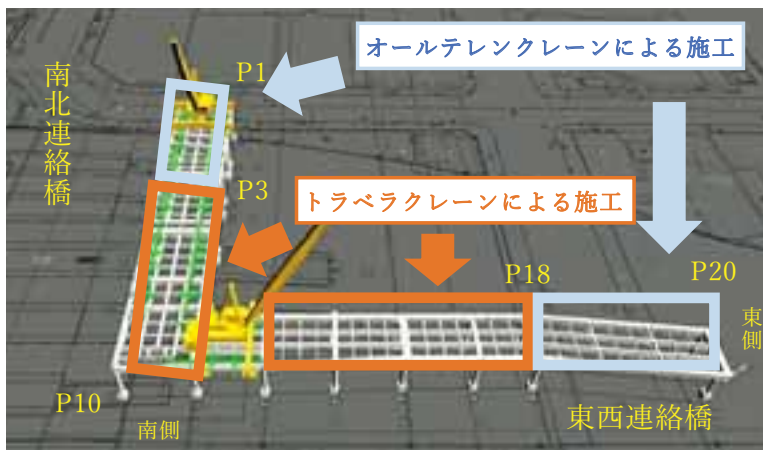 オールテレンクレーンによる施工
P1
南北連絡橋
P3
トラベラクレーンによる施工
P18
P20
東側
P10
南側
東西連絡橋